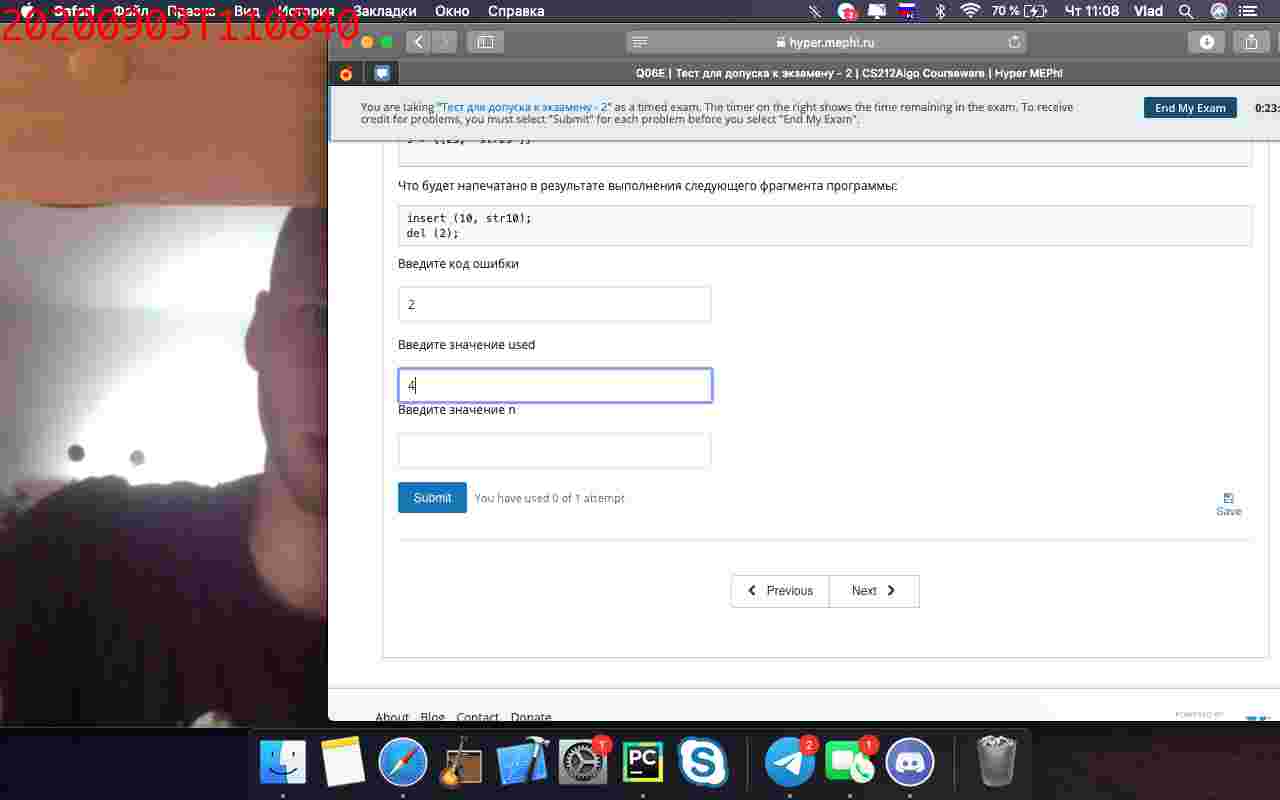 20200903T110840
Safari Файл Правка Вид История Закладки Окно Справка
2
70 % Чт 11:08 Vlad
hyper.mephi.ru
Q06E | Тест для допуска к экзамену - 2 | CS212Algo Courseware | Hyper MEPhI
You are taking "Тест для допуска к экзамену - 2" as a timed exam. The timer on the right shows the time remaining in the exam. To receive
credit for problems, you must select "Submit" for each problem before you select "End My Exam".
End My Exam
0:23:
Что будет напечатано в результате выполнения следующего фрагмента программы:
insert (10, str10);
del (2);
Введите код ошибки
2
Введите значение used
4
Введите значение n
Submit
You have used 0 of 1 attempt
Save
Previous
Next
About Blog Contact Donate
POWERED BY
1
PC
2
1